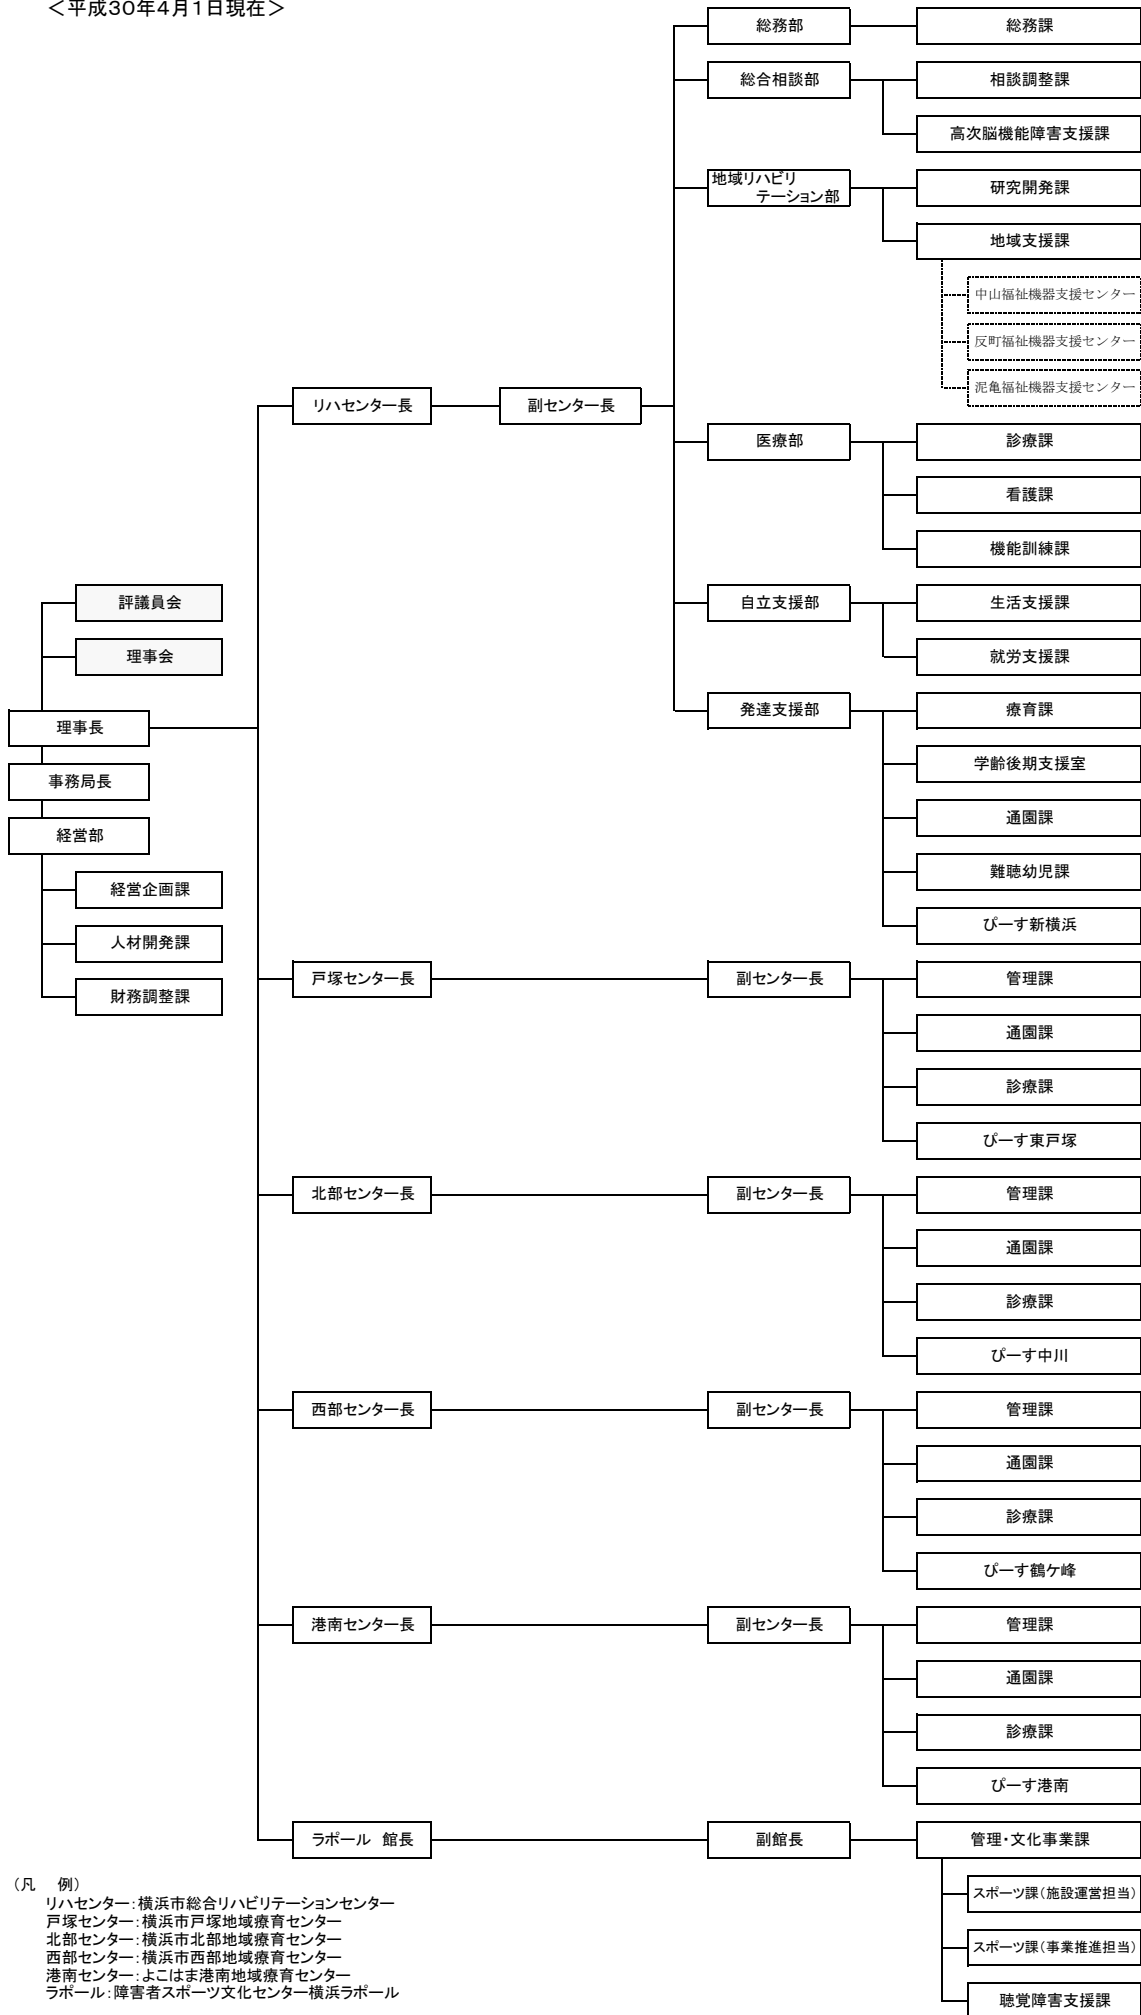 ＜平成30年4月1日現在＞
総務部
総務課
総合相談部
相談調整課
高次脳機能障害支援課
地域リハビリ
テーション部
研究開発課
地域支援課
中山福祉機器支援センター
反町福祉機器支援センター
泥亀福祉機器支援センター
リハセンター長
副センター長
医療部
診療課
看護課
機能訓練課
評議員会
理事会
自立支援部
生活支援課
就労支援課
理事長
事務局長
経営部
経営企画課
人材開発課
財務調整課
発達支援部
療育課
学齢後期支援室
通園課
難聴幼児課
ぴーす新横浜
戸塚センター長
副センター長
管理課
通園課
診療課
ぴーす東戸塚
北部センター長
副センター長
管理課
通園課
診療課
ぴーす中川
西部センター長
副センター長
管理課
通園課
診療課
ぴーす鶴ケ峰
港南センター長
副センター長
管理課
通園課
診療課
ぴーす港南
ラポール　館長
副館長
管理・文化事業課
スポーツ課（施設運営担当）
スポーツ課（事業推進担当）
聴覚障害支援課
（凡　例）
リハセンター：横浜市総合リハビリテーションセンター
戸塚センター：横浜市戸塚地域療育センター
北部センター：横浜市北部地域療育センター
西部センター：横浜市西部地域療育センター
港南センター：よこはま港南地域療育センター
ラポール：障害者スポーツ文化センター横浜ラポール